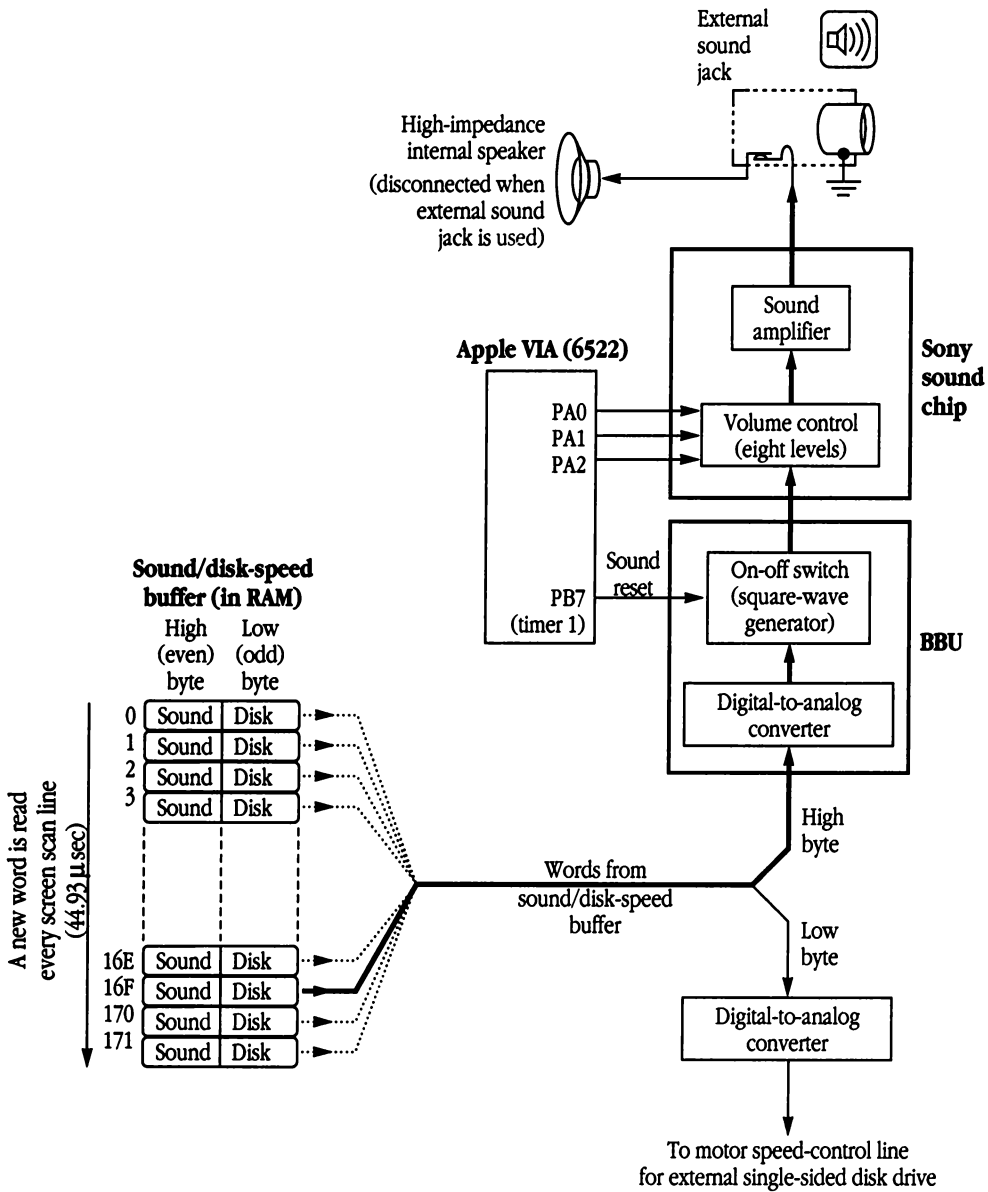 External
sound
jack
High-impedance
internal speaker
(disconnected when
external sound
jack is used)
Sound
amplifier
Sony
sound
chip
Apple VIA (6522)
PA0
PA1
PA2
Volume control
(eight levels)
Sound
reset
PB7
(timer 1)
On-off switch
(square-wave
generator)
BBU
Digital-to-analog
converter
Sound/disk-speed
buffer (in RAM)
High
(even)
byte
Low
(odd)
byte
0 Sound Disk
1 Sound Disk
2 Sound Disk
3 Sound Disk
A new word is read
every screen scan line
(44.93 µsec)
16E Sound Disk
16F Sound Disk
170 Sound Disk
171 Sound Disk
Words from
sound/disk-speed
buffer
High
byte
Low
byte
Digital-to-analog
converter
To motor speed-control line
for external single-sided disk drive